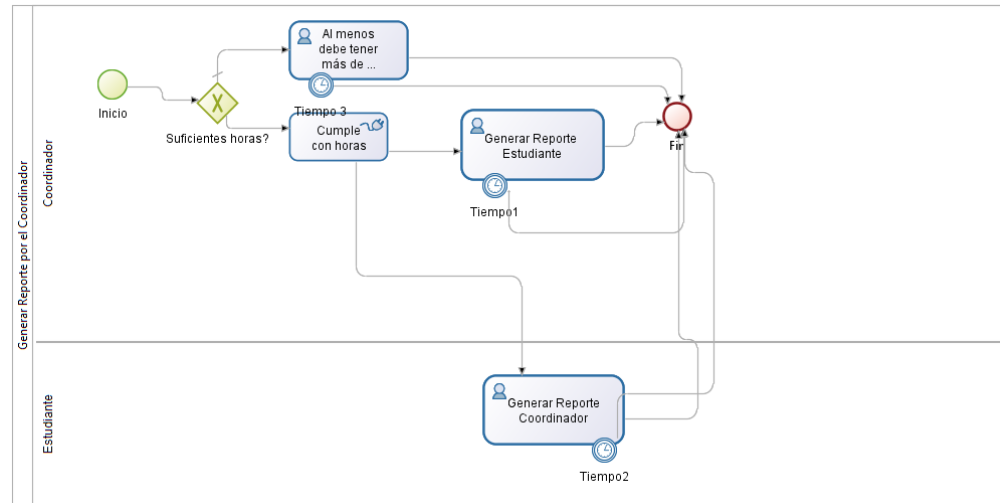 Generar Reporte por el Coordinador
Coordinador
Inicio
Suficientes horas?
Al menos
debe tener
más de ...
Tiempo 3
Cumple
con horas
Generar Reporte
Estudiante
Tiempo1
Fin
Estudiante
Generar Reporte
Coordinador
Tiempo2